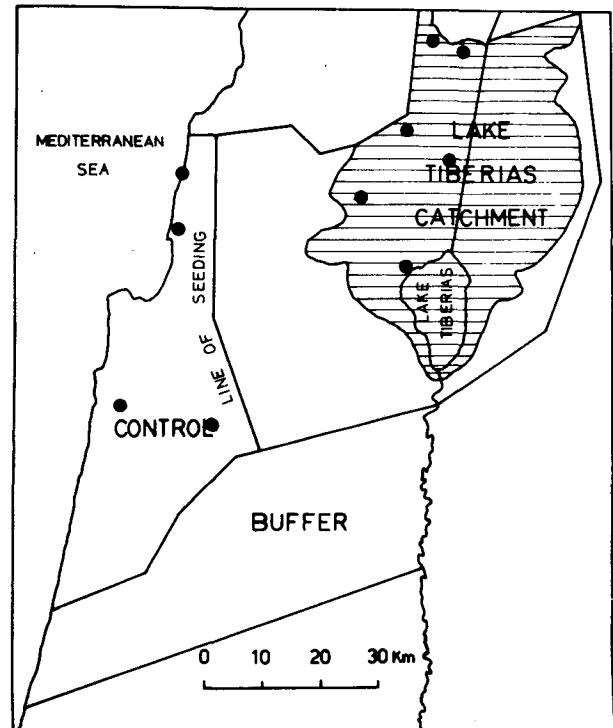 MEDITERRANEAN
SEA
LAKE
TIBERIAS
CATCHMENT
LINE OF SEEDING
LAKE
TIBERIAS
CONTROL
BUFFER
0 10 20 30 Km